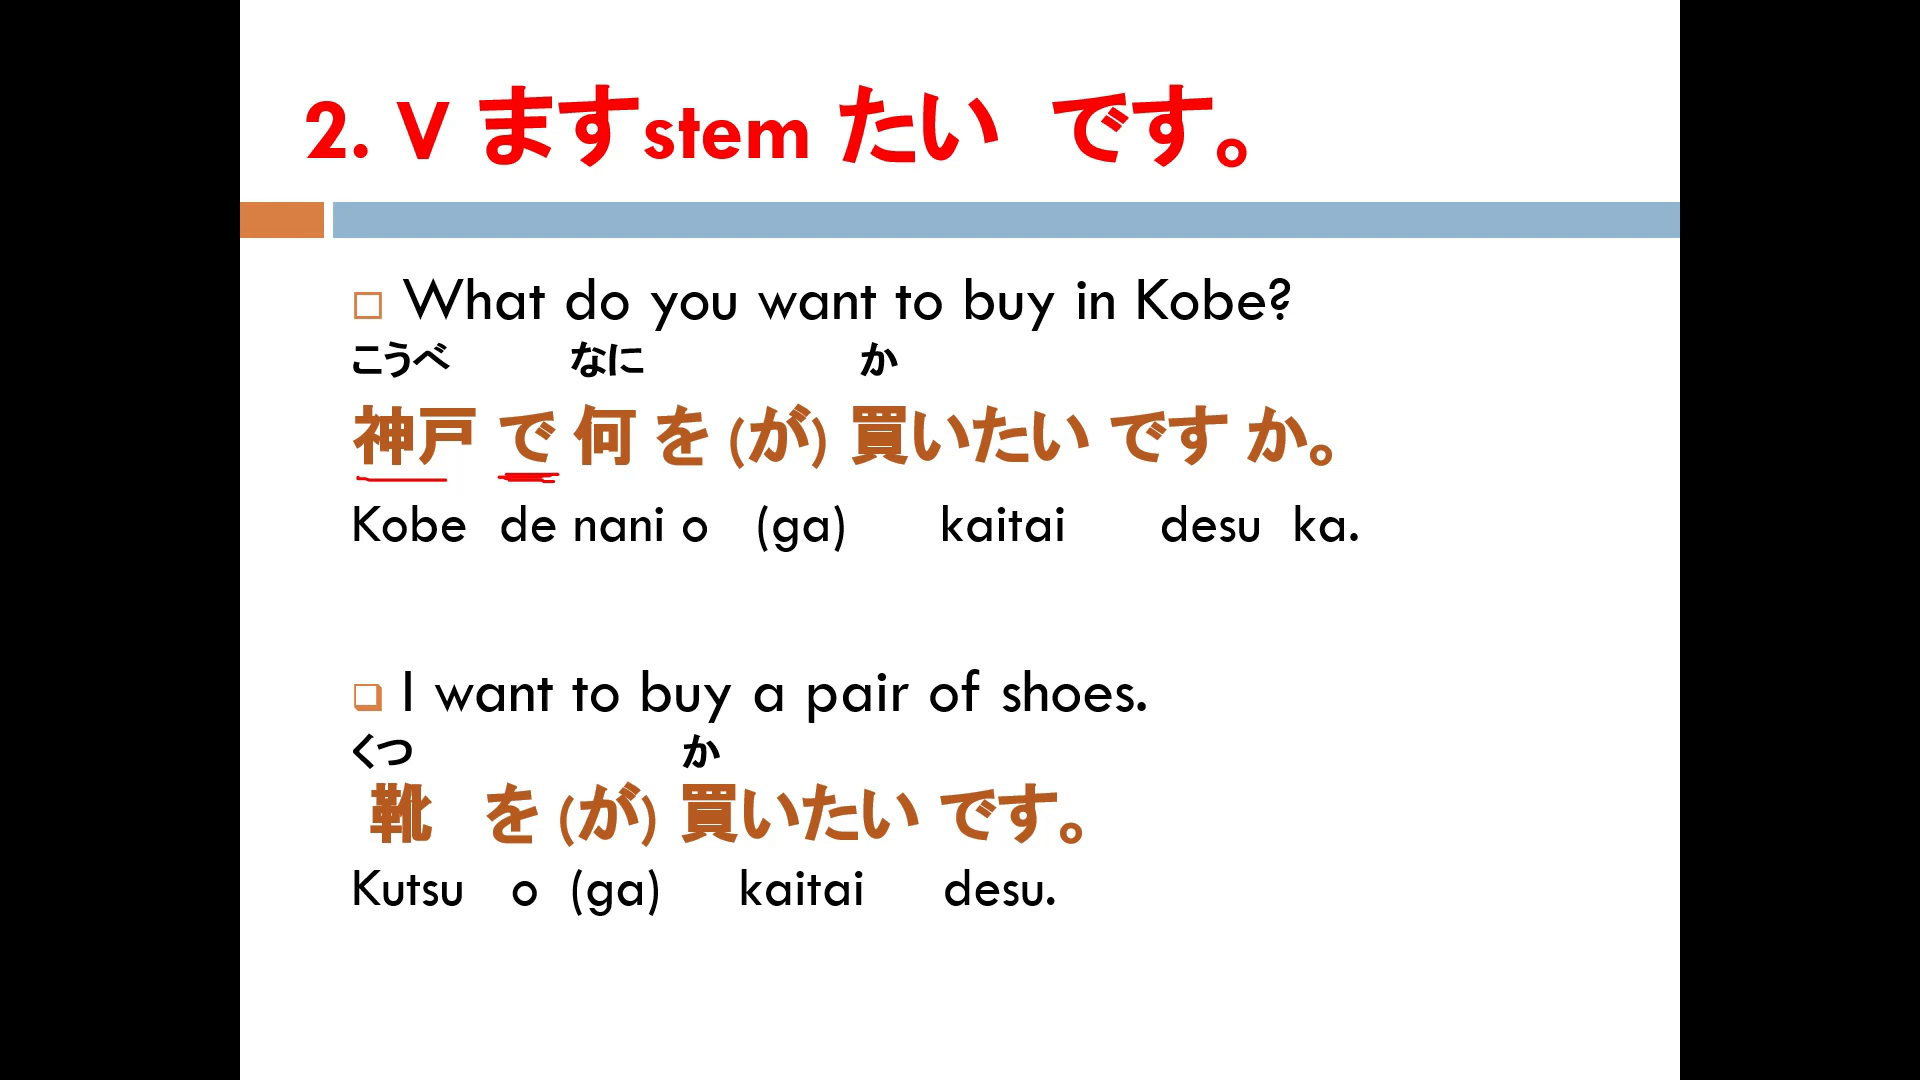 2. V ますstem たい です。
What do you want to buy in Kobe?
こうべ なに か
神戸 で 何 を (が) 買いたい です か。
Kobe de nani o (ga) kaitai desu ka.
I want to buy a pair of shoes.
くつ か
靴 を (が) 買いたい です。
Kutsu o (ga) kaitai desu.